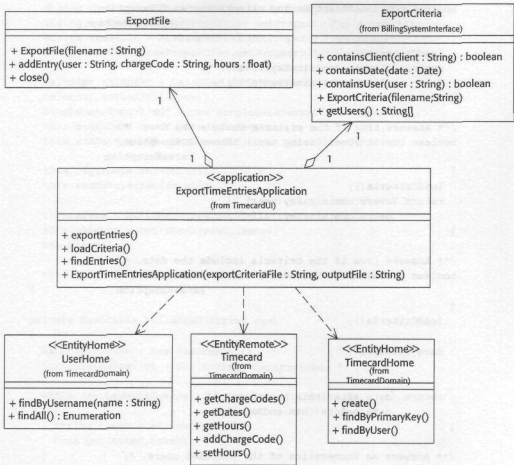 ExportFile
+ ExportFile(filename : String)
+ addEntry(user : String, chargeCode : String, hours : float)
+ close()
ExportCriteria
(from BillingSystemInterface)
+ containsClient(client : String) : boolean
+ containsDate(date : Date)
+ containsUser(user : String) : boolean
+ ExportCriteria(filename;String)
+ getUsers() : String[]
1
1
1
1
<<application>>
ExportTimeEntriesApplication
(from TimecardUI)
+ exportEntries()
+ loadCriteria()
+ findEntries()
+ ExportTimeEntriesApplication(exportCriteriaFile : String, outputFile : String)
<<EntityHome>>
UserHome
(from TimecardDomain)
+ findByUsername(name : String)
+ findAll() : Enumeration
<<EntityRemote>>
Timecard
(from
TimecardDomain)
+ getChargeCodes()
+ getDates()
+ getHours()
+ addChargeCode()
+ setHours()
<<EntityHome>>
TimecardHome
(from
TimecardDomain)
+ create()
+ findByPrimaryKey()
+ findByUser()